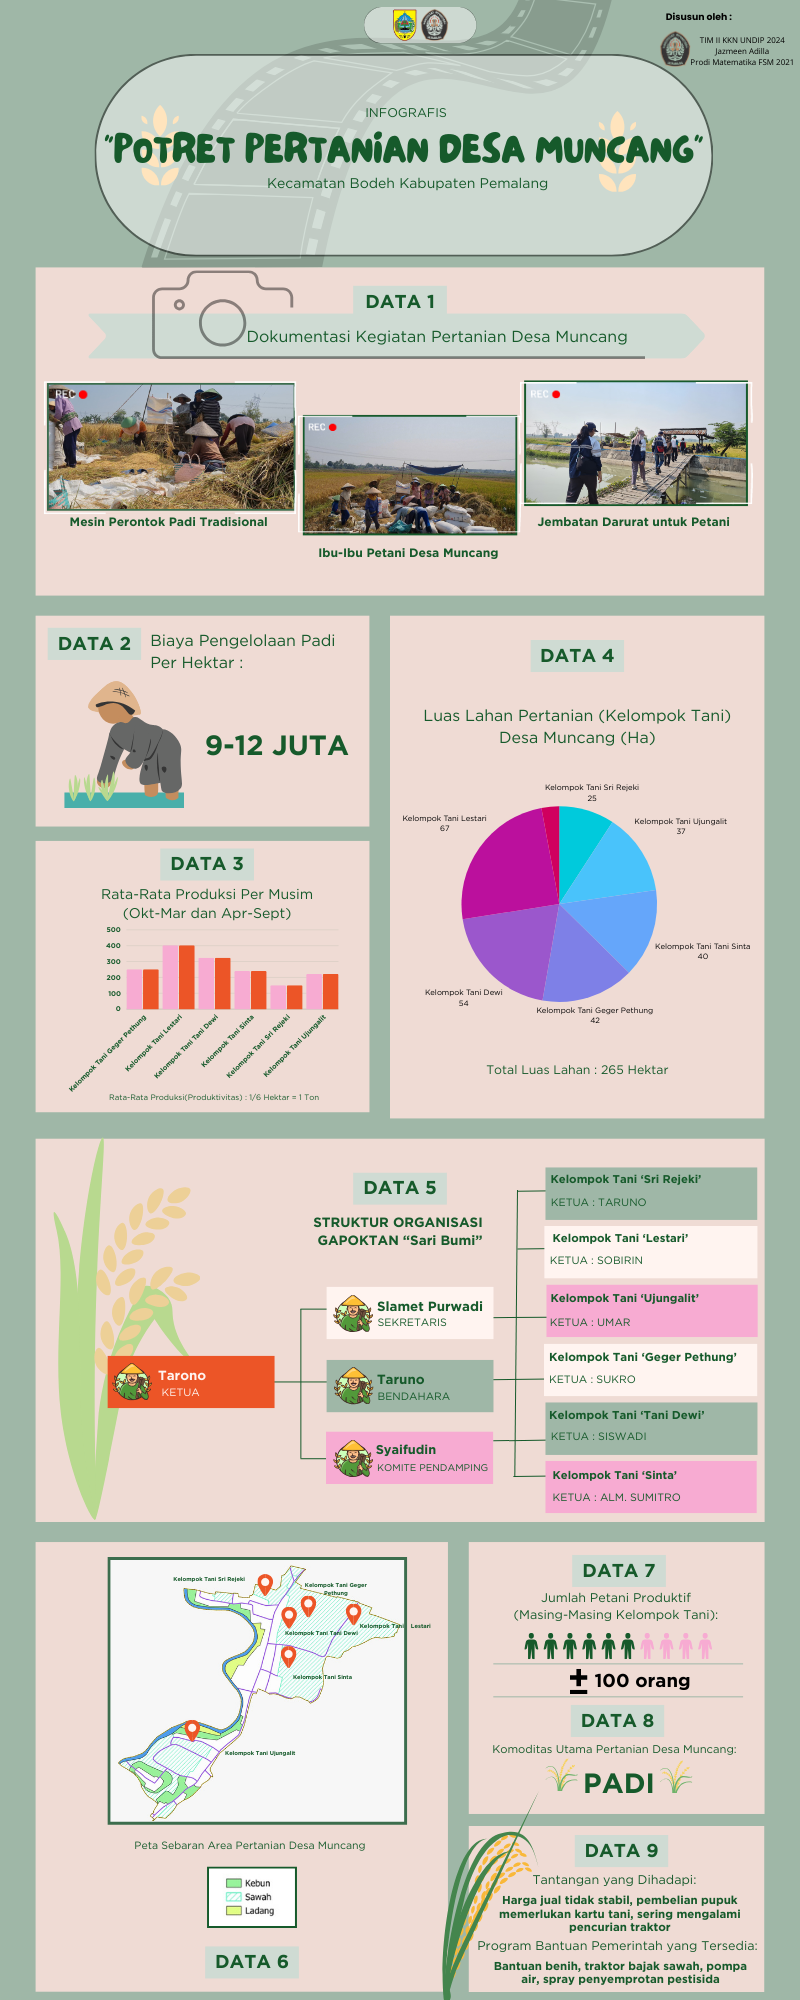 Disusun oleh :
TIM II KKN UNDIP 2024
Jazmeen Adilla
Prodi Matematika FSM 2021
INFOGRAFIS
"POTRET PERTANIAN DESA MUNCANG"
Kecamatan Bodeh Kabupaten Pemalang
DATA 1
Dokumentasi Kegiatan Pertanian Desa Muncang
REC
REC
REC
Mesin Perontok Padi Tradisional
Ibu-Ibu Petani Desa Muncang
Jembatan Darurat untuk Petani
DATA 2
Biaya Pengelolaan Padi
Per Hektar :
9-12 JUTA
DATA 3
Rata-Rata Produksi Per Musim
(Okt-Mar dan Apr-Sept)
500
400
300
200
100
0
Kelompok Tani Geger Pethung
Kelompok Tani Lestari
Kelompok Tani Tani Dewi
Kelompok Tani Sinta
Kelompok Tani Sri Rejeki
Kelompok Tani Ujungalit
Rata-Rata Produksi(Produktivitas) : 1/6 Hektar = 1 Ton
DATA 4
Luas Lahan Pertanian (Kelompok Tani)
Desa Muncang (Ha)
Kelompok Tani Sri Rejeki
25
Kelompok Tani Ujungalit
37
Kelompok Tani Tani Sinta
40
Kelompok Tani Geger Pethung
42
Kelompok Tani Dewi
54
Kelompok Tani Lestari
67
Total Luas Lahan : 265 Hektar
DATA 5
STRUKTUR ORGANISASI
GAPOKTAN “Sari Bumi”
Tarono
KETUA
Slamet Purwadi
SEKRETARIS
Taruno
BENDAHARA
Syaifudin
KOMITE PENDAMPING
Kelompok Tani ‘Sri Rejeki’
KETUA : TARUNO
Kelompok Tani ‘Lestari’
KETUA : SOBIRIN
Kelompok Tani ‘Ujungalit’
KETUA : UMAR
Kelompok Tani ‘Geger Pethung’
KETUA : SUKRO
Kelompok Tani ‘Tani Dewi’
KETUA : SISWADI
Kelompok Tani ‘Sinta’
KETUA : ALM. SUMITRO
Kelompok Tani Sri Rejeki
Kelompok Tani Geger
Pethung
Kelompok Tani Lestari
Kelompok Tani Tani Dewi
Kelompok Tani Sinta
Kelompok Tani Ujungalit
Peta Sebaran Area Pertanian Desa Muncang
Kebun
Sawah
Ladang
DATA 6
DATA 7
Jumlah Petani Produktif
(Masing-Masing Kelompok Tani):
± 100 orang
DATA 8
Komoditas Utama Pertanian Desa Muncang:
PADI
DATA 9
Tantangan yang Dihadapi:
Harga jual tidak stabil, pembelian pupuk
memerlukan kartu tani, sering mengalami
pencurian traktor
Program Bantuan Pemerintah yang Tersedia:
Bantuan benih, traktor bajak sawah, pompa
air, spray penyemprotan pestisida